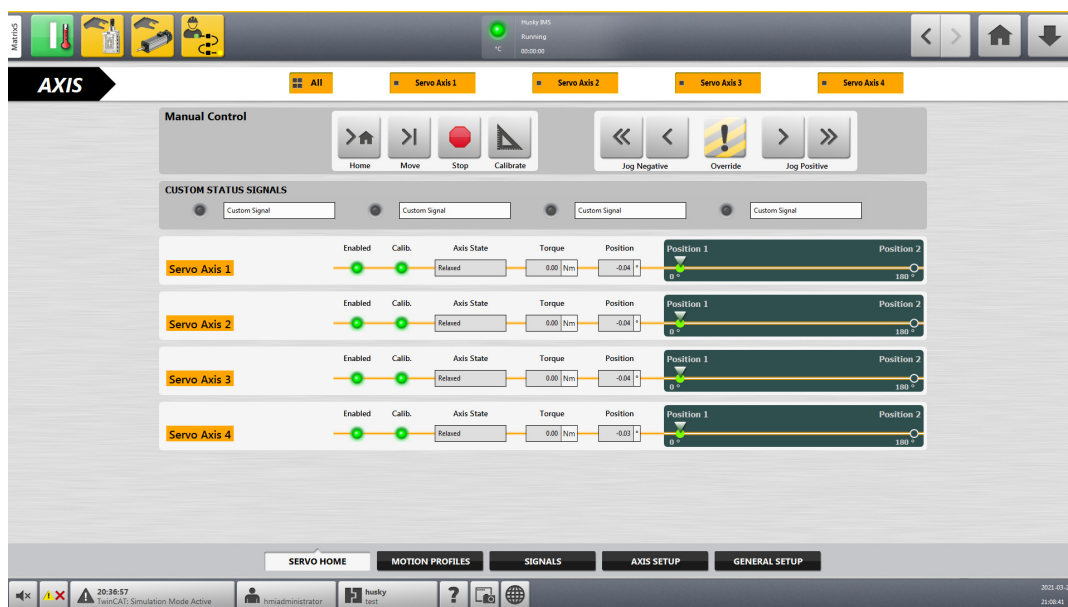 Matrix5
°C
Husky IMS
Running
00:00:00
AXIS
All
Servo Axis 1
Servo Axis 2
Servo Axis 3
Servo Axis 4
Manual Control
Home
Move
Stop
Calibrate
Jog Negative
Override
Jog Positive
CUSTOM STATUS SIGNALS
Custom Signal
Custom Signal
Custom Signal
Custom Signal
Enabled Calib. Axis State Torque Position Position 1 Position 2
Servo Axis 1 Relaxed 0.00 Nm -0.04 ° 0 ° 180 °
Enabled Calib. Axis State Torque Position Position 1 Position 2
Servo Axis 2 Relaxed 0.00 Nm -0.04 ° 0 ° 180 °
Enabled Calib. Axis State Torque Position Position 1 Position 2
Servo Axis 3 Relaxed 0.00 Nm -0.04 ° 0 ° 180 °
Enabled Calib. Axis State Torque Position Position 1 Position 2
Servo Axis 4 Relaxed 0.00 Nm -0.03 ° 0 ° 180 °
SERVO HOME
MOTION PROFILES
SIGNALS
AXIS SETUP
GENERAL SETUP
20:36:57
TwinCAT: Simulation Mode Active
hmiadministrator
husky
test
?
2021-03-2
21:08:41